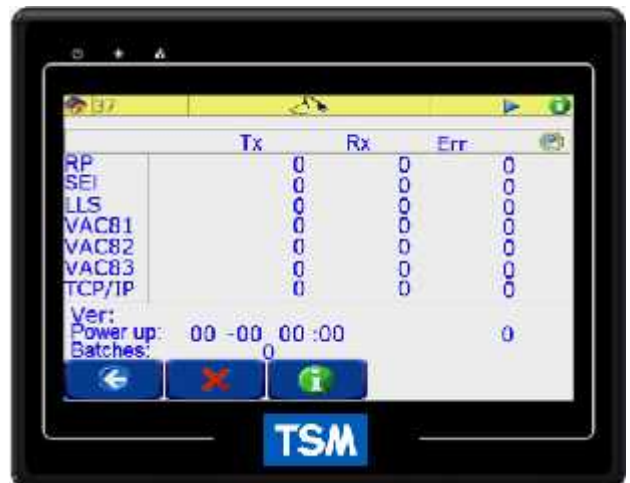 37
Tx Rx Err
RP 0 0 0
SEI 0 0 0
LLS 0 0 0
VAC81 0 0 0
VAC82 0 0 0
VAC83 0 0 0
TCP/IP 0 0 0
Ver:
Power up: 00 -00 00 :00 0
Batches: 0
TSM